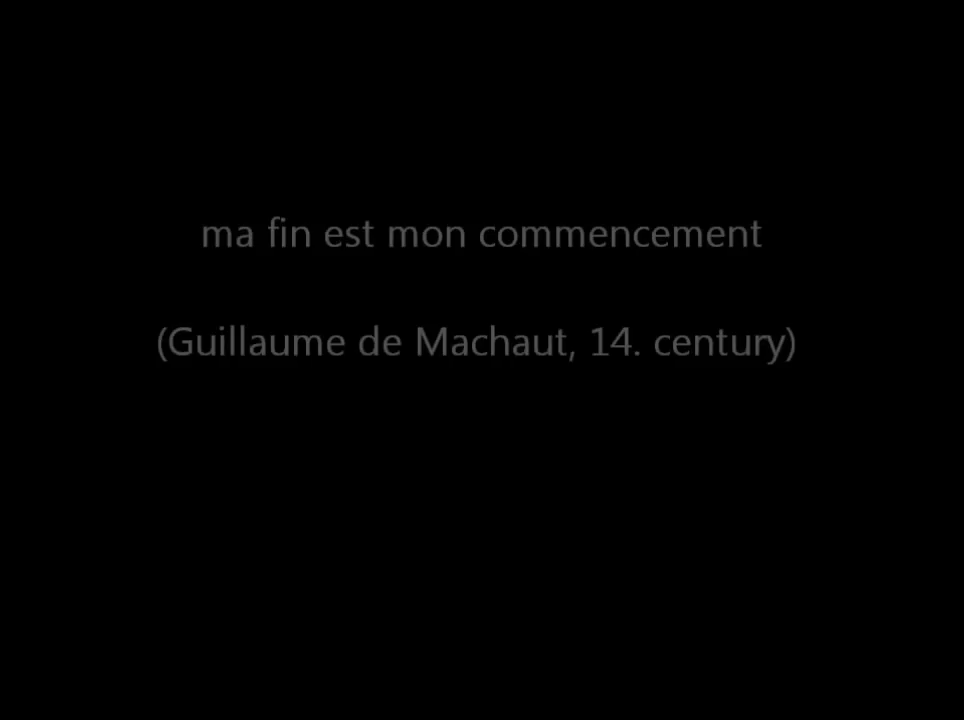 ma fin est mon commencement
(Guillaume de Machaut, 14. century)